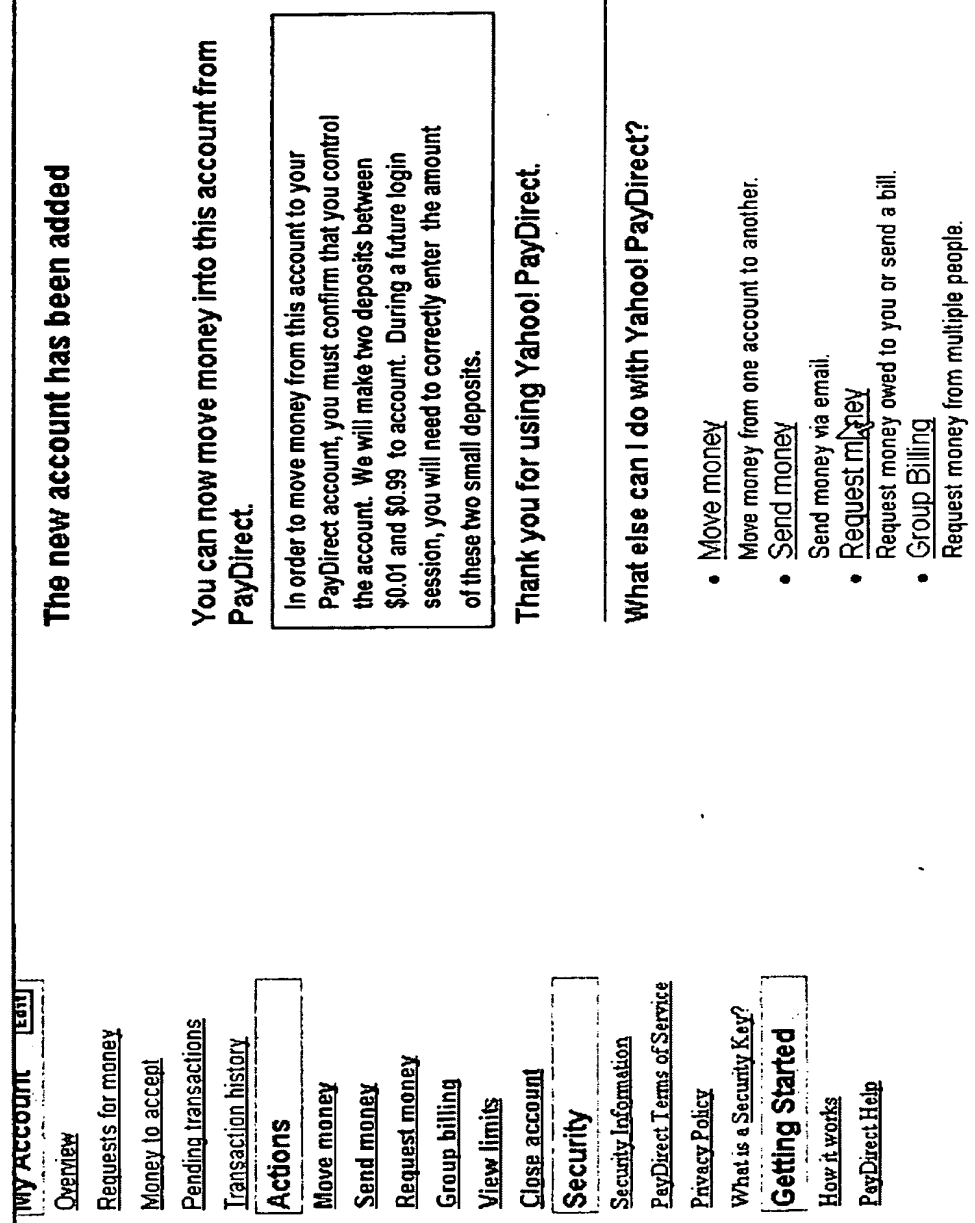 My Account Edit
Overview
Requests for money
Money to accept
Pending transactions
Transaction history
Actions
Move money
Send money
Request money
Group billing
View limits
Close account
Security
Security Information
PayDirect Terms of Service
Privacy Policy
What is a Security Key?
Getting Started
How it works
PayDirect Help
The new account has been added
You can now move money into this account from
PayDirect.
In order to move money from this account to your
PayDirect account, you must confirm that you control
the account. We will make two deposits between
$0.01 and $0.99 to account. During a future login
session, you will need to correctly enter the amount
of these two small deposits.
Thank you for using Yahoo! PayDirect.
What else can I do with Yahoo! PayDirect?
• Move money
Move money from one account to another.
• Send money
Send money via email.
• Request money
Request money owed to you or send a bill.
• Group Billing
Request money from multiple people.